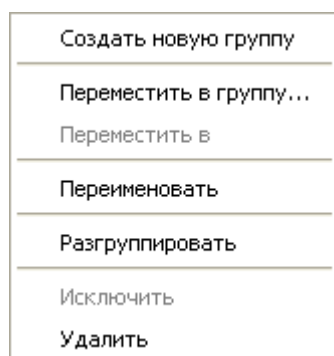 Создать новую группу
Переместить в группу...
Переместить в
Переименовать
Разгруппировать
Исключить
Удалить